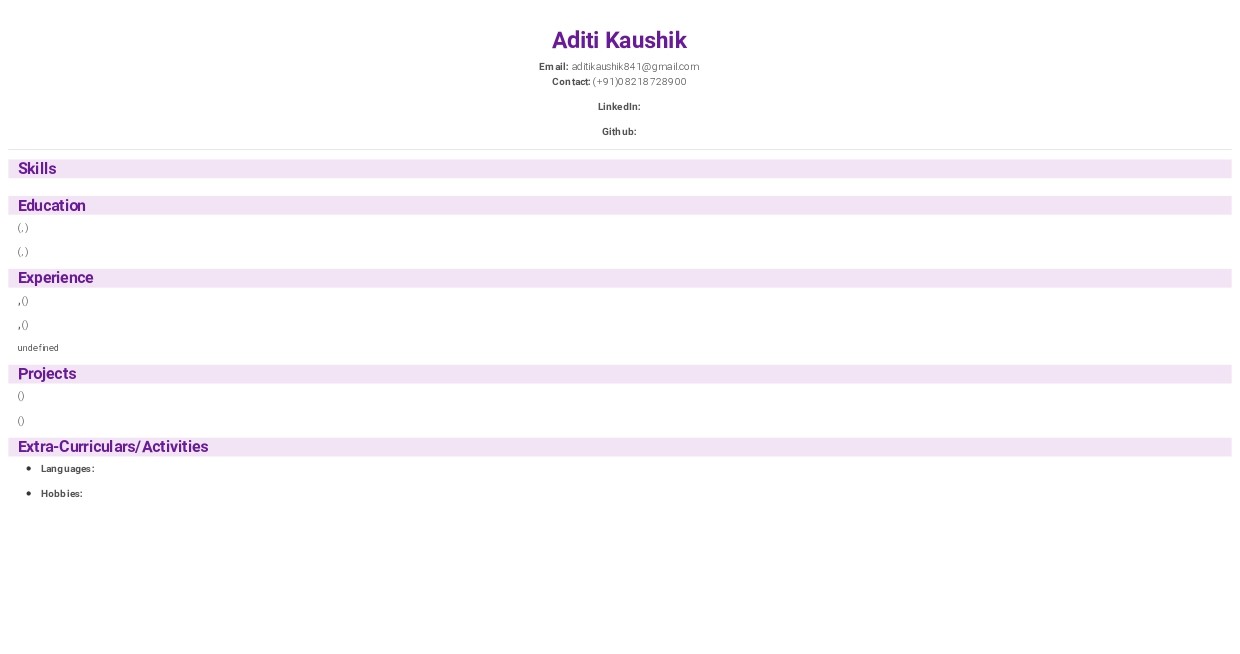 Aditi Kaushik
Email: aditikaushik841@gmail.com
Contact: (+91)08218728900
LinkedIn:
Github:
Skills
Education
(, )
(, )
Experience
, ()
, ()
undefined
Projects
()
()
Extra-Curriculars/Activities
• Languages:
• Hobbies: